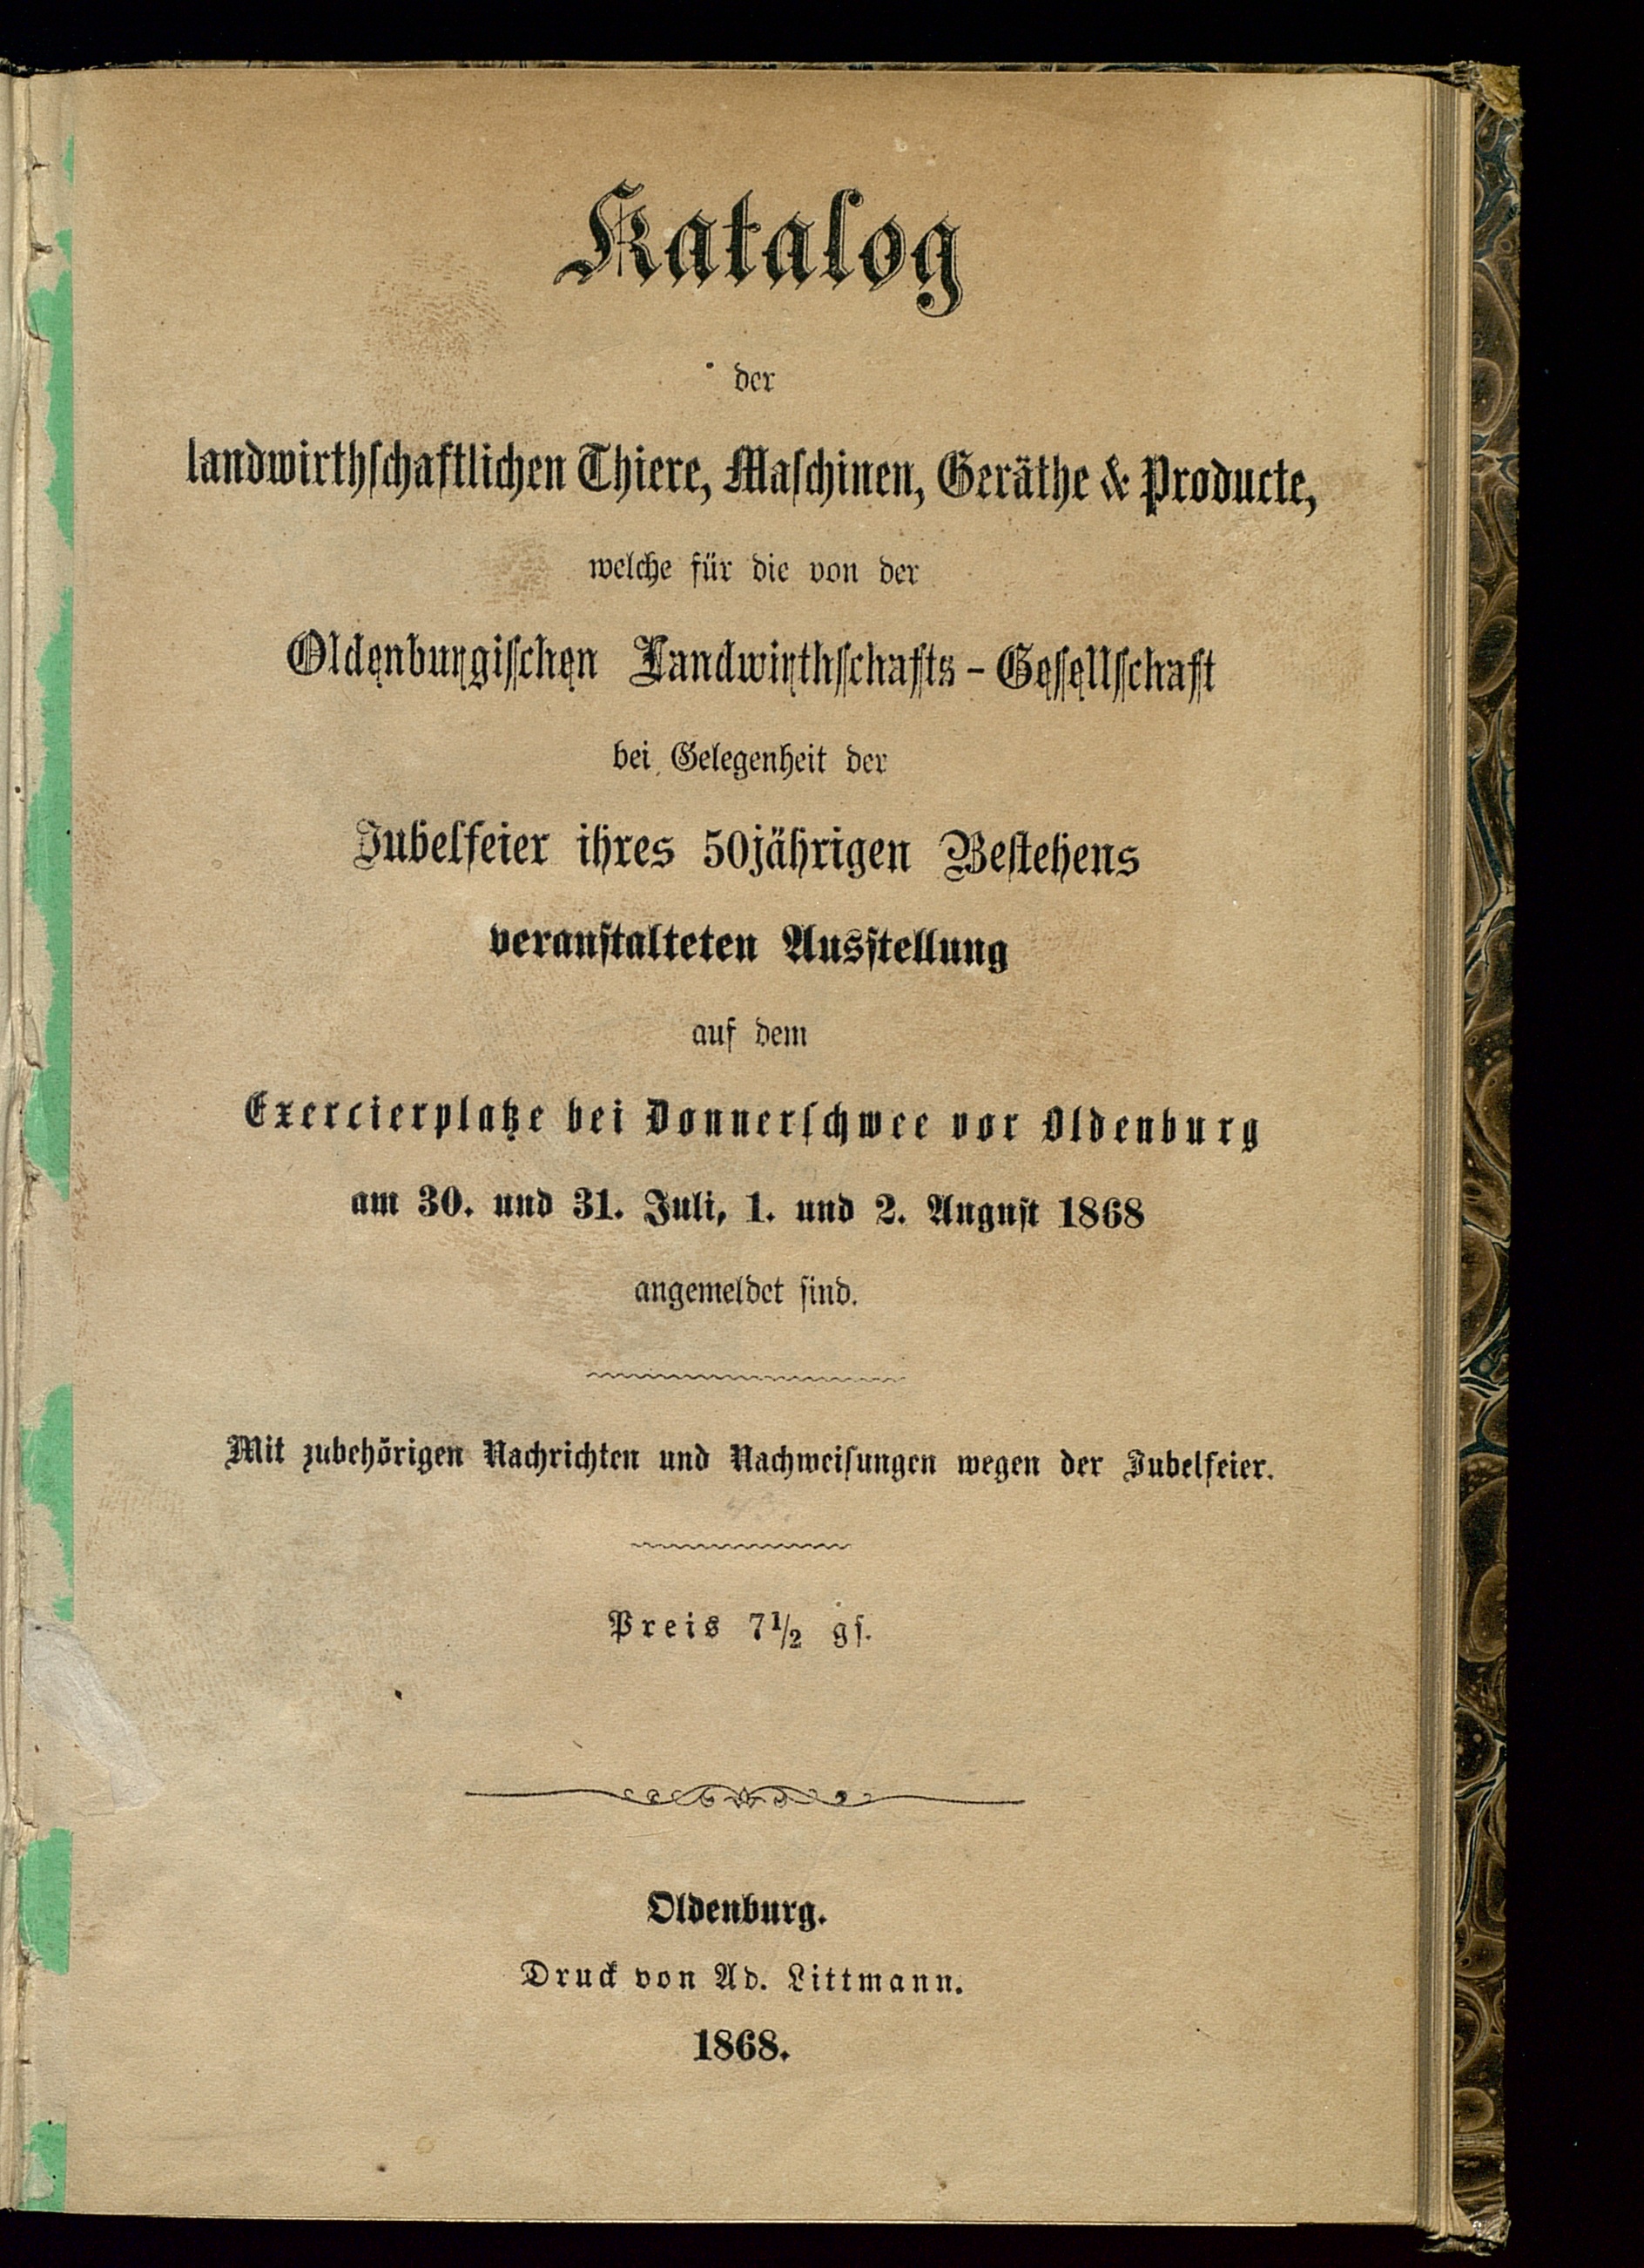 Katalog
der
landwirthschaftlichen Thiere, Maschinen, Geräthe & Producte,
welche für die von der
Oldenburgischen Landwirthschafts-Gesellschaft
bei Gelegenheit der
Jubelfeier ihres 50jährigen Bestehens
veranstalteten Ausstellung
auf dem
Exercierplatze bei Donnerschwee vor Oldenburg
am 30. und 31. Juli, 1. und 2. August 1868
angemeldet sind.
Mit zubehörigen Nachrichten und Nachweisungen wegen der Jubelfeier.
Preis 7½ gs.
Oldenburg.
Druck von Ad. Littmann.
1868.